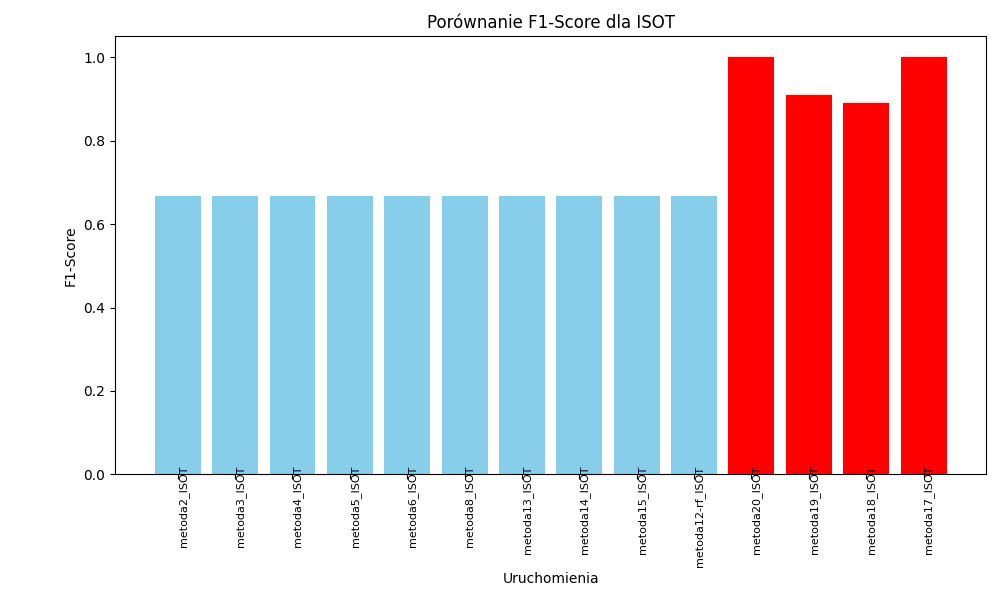 Porównanie F1-Score dla ISOT
F1-Score
1.0
0.8
0.6
0.4
0.2
0.0
metoda2_ISOT
metoda3_ISOT
metoda4_ISOT
metoda5_ISOT
metoda6_ISOT
metoda8_ISOT
metoda13_ISOT
metoda14_ISOT
metoda15_ISOT
metoda12-rf_ISOT
metoda20_ISOT
metoda19_ISOT
metoda18_ISOT
metoda17_ISOT
Uruchomienia